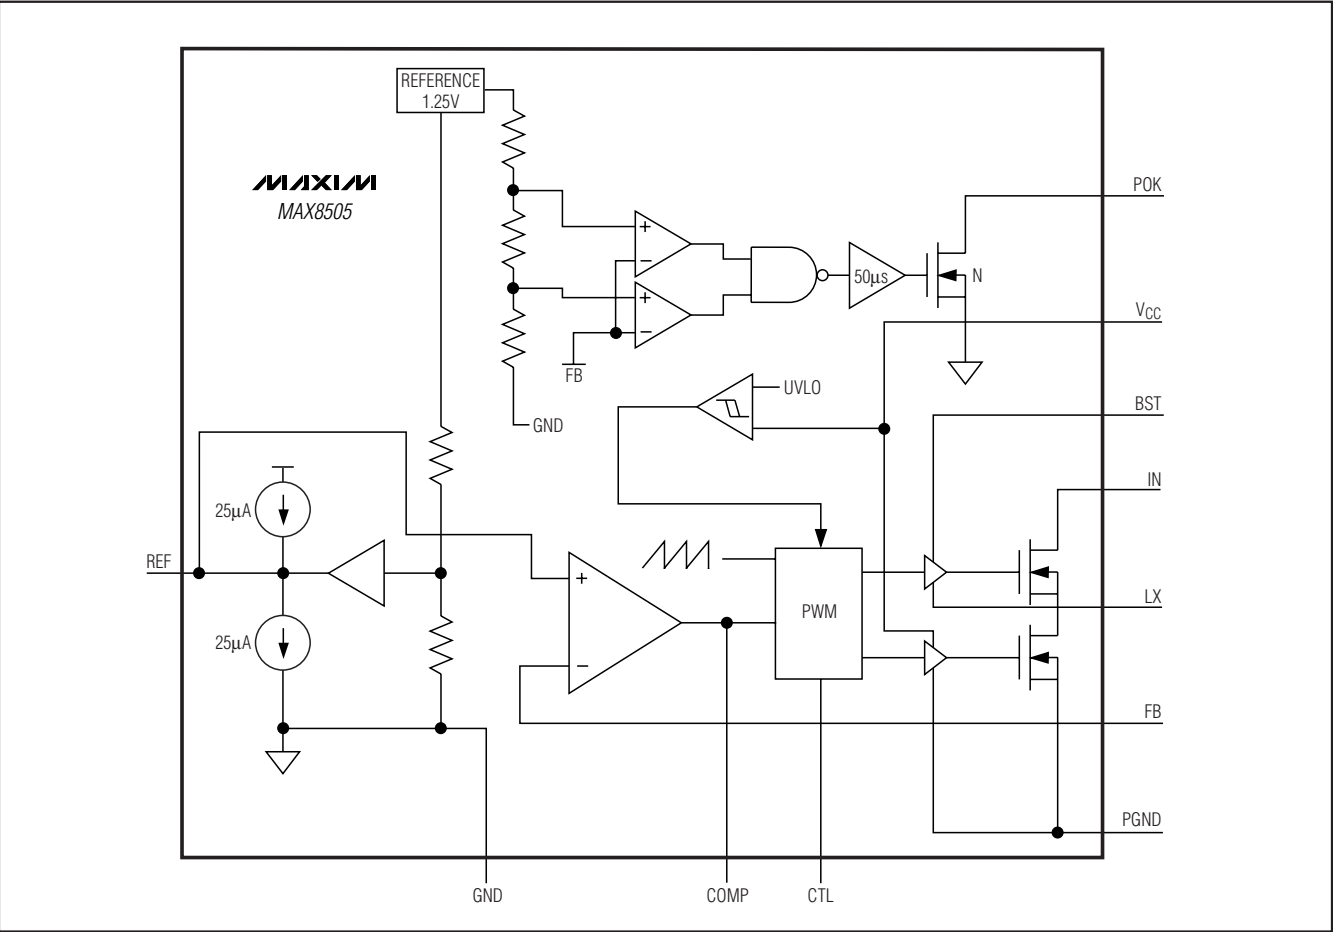 REFERENCE
1.25V
MAXIM
MAX8505
POK
+
−
50µs
N
+
−
VCC
FB
UVLO
BST
GND
IN
25µA
REF
+
PWM
LX
25µA
−
FB
PGND
GND
COMP
CTL